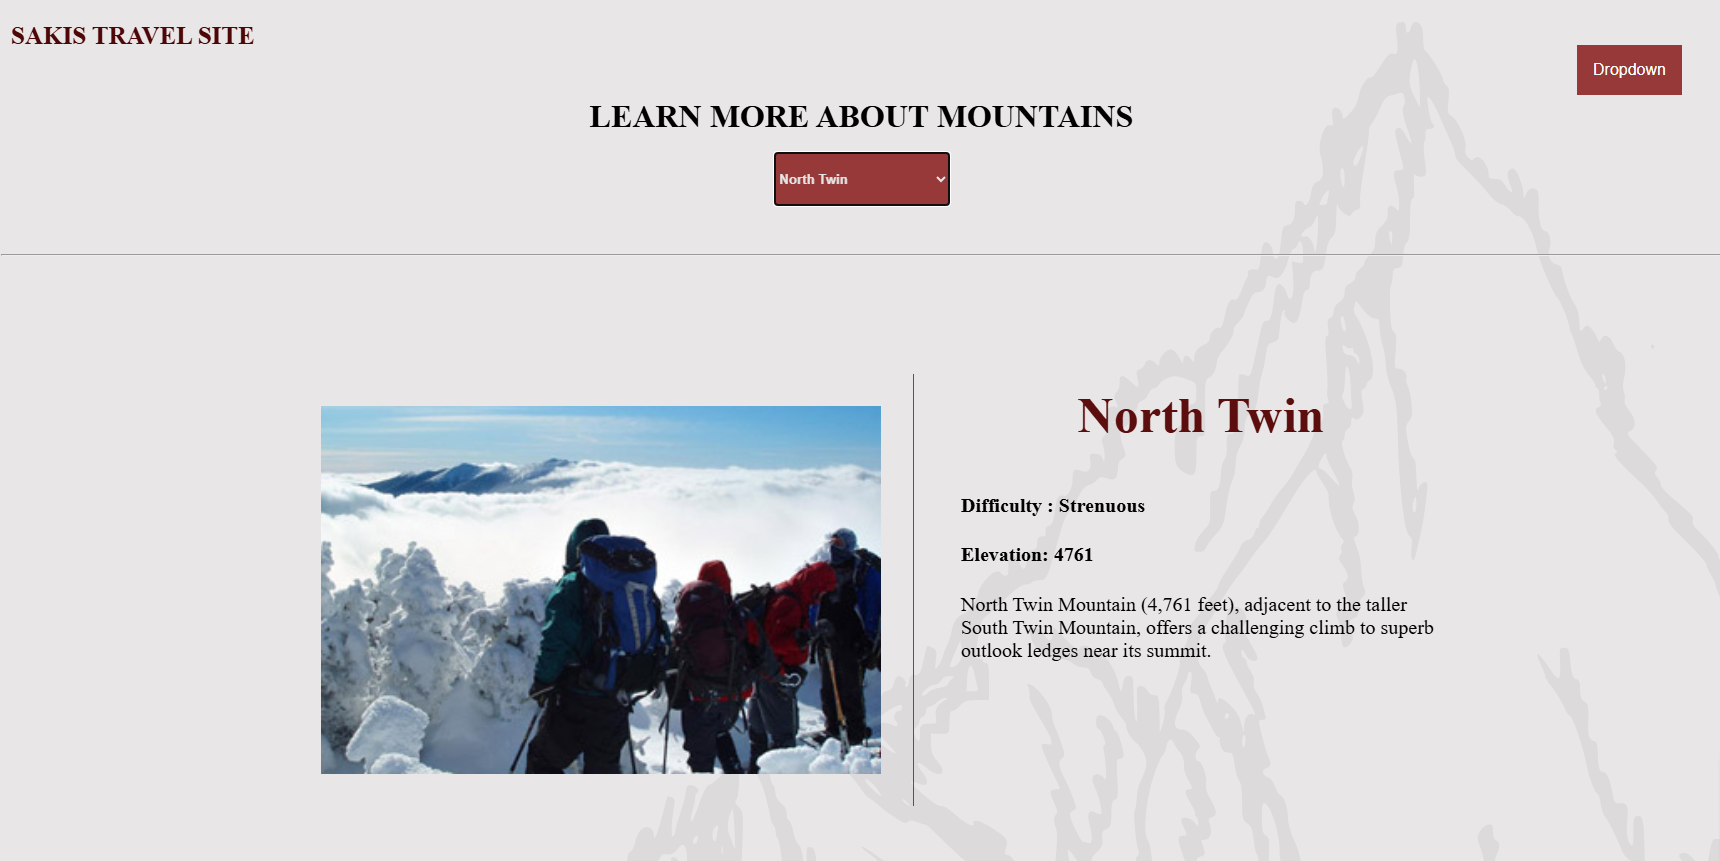 SAKIS TRAVEL SITE
Dropdown
LEARN MORE ABOUT MOUNTAINS
North Twin
North Twin
Difficulty : Strenuous
Elevation: 4761
North Twin Mountain (4,761 feet), adjacent to the taller
South Twin Mountain, offers a challenging climb to superb
outlook ledges near its summit.